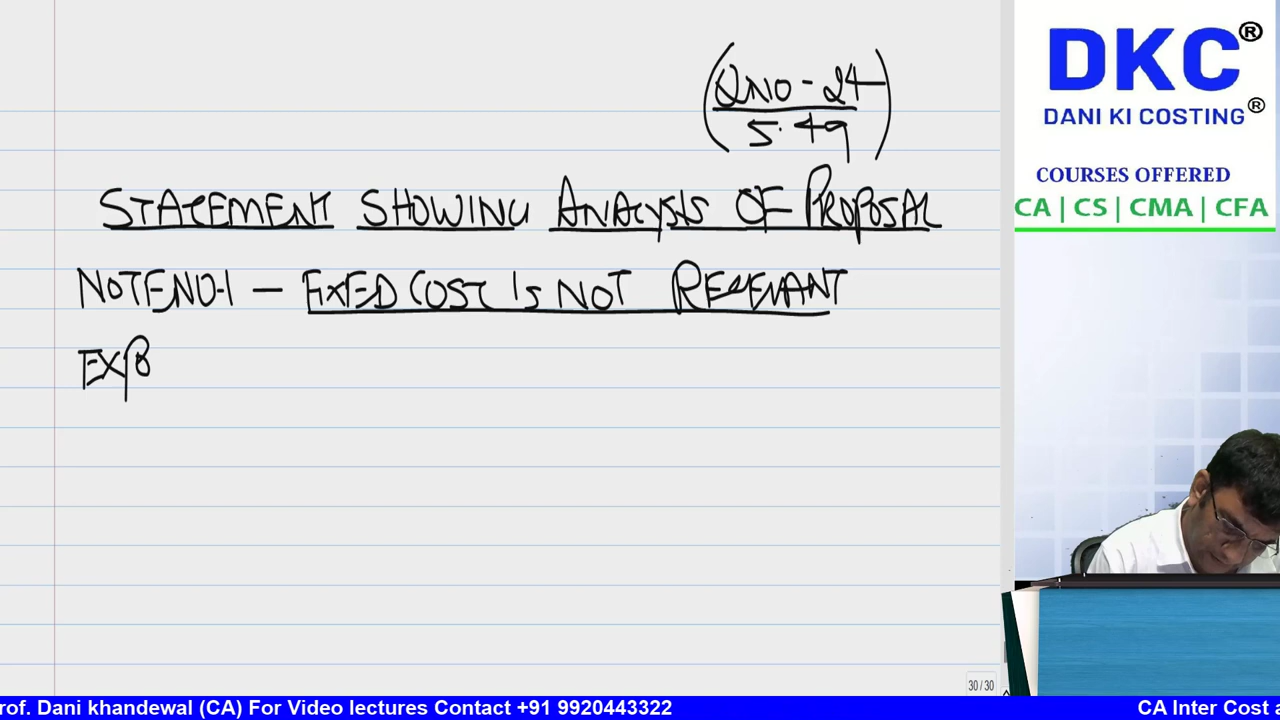 (QNO - 24
5.49)
STATEMENT SHOWING ANALYSIS OF PROPOSAL
NOTE NO-1 — FIXED COST IS NOT RELEVANT
EXP
30 / 30
DKC®
DANI KI COSTING®
COURSES OFFERED
CA | CS | CMA | CFA
rof. Dani khandewal (CA) For Video lectures Contact +91 9920443322
CA Inter Cost a